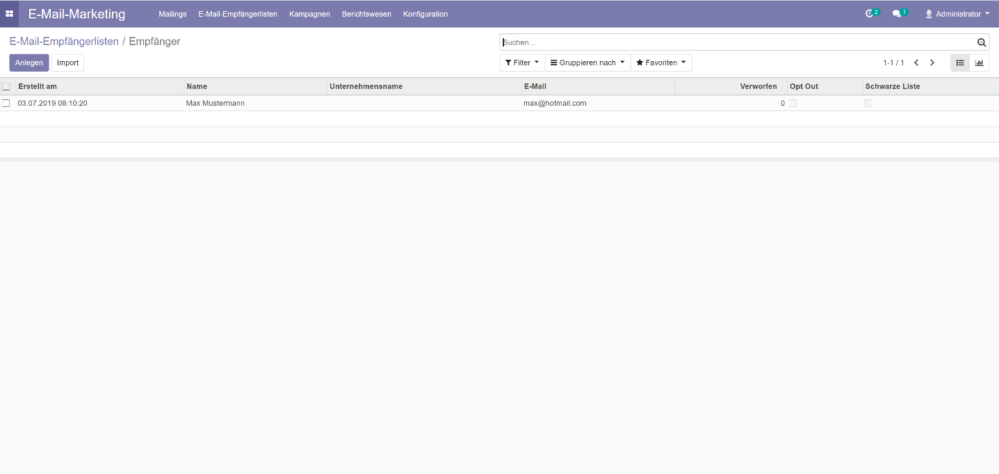 E-Mail-Marketing Mailings E-Mail-Empfängerlisten Kampagnen Berichtswesen Konfiguration 2 1 Administrator
E-Mail-Empfängerlisten / Empfänger
Suchen...
Anlegen Import Filter Gruppieren nach Favoriten 1-1 / 1
Erstellt am Name Unternehmensname E-Mail Verworfen Opt Out Schwarze Liste
03.07.2019 08:10:20 Max Mustermann max@hotmail.com 0